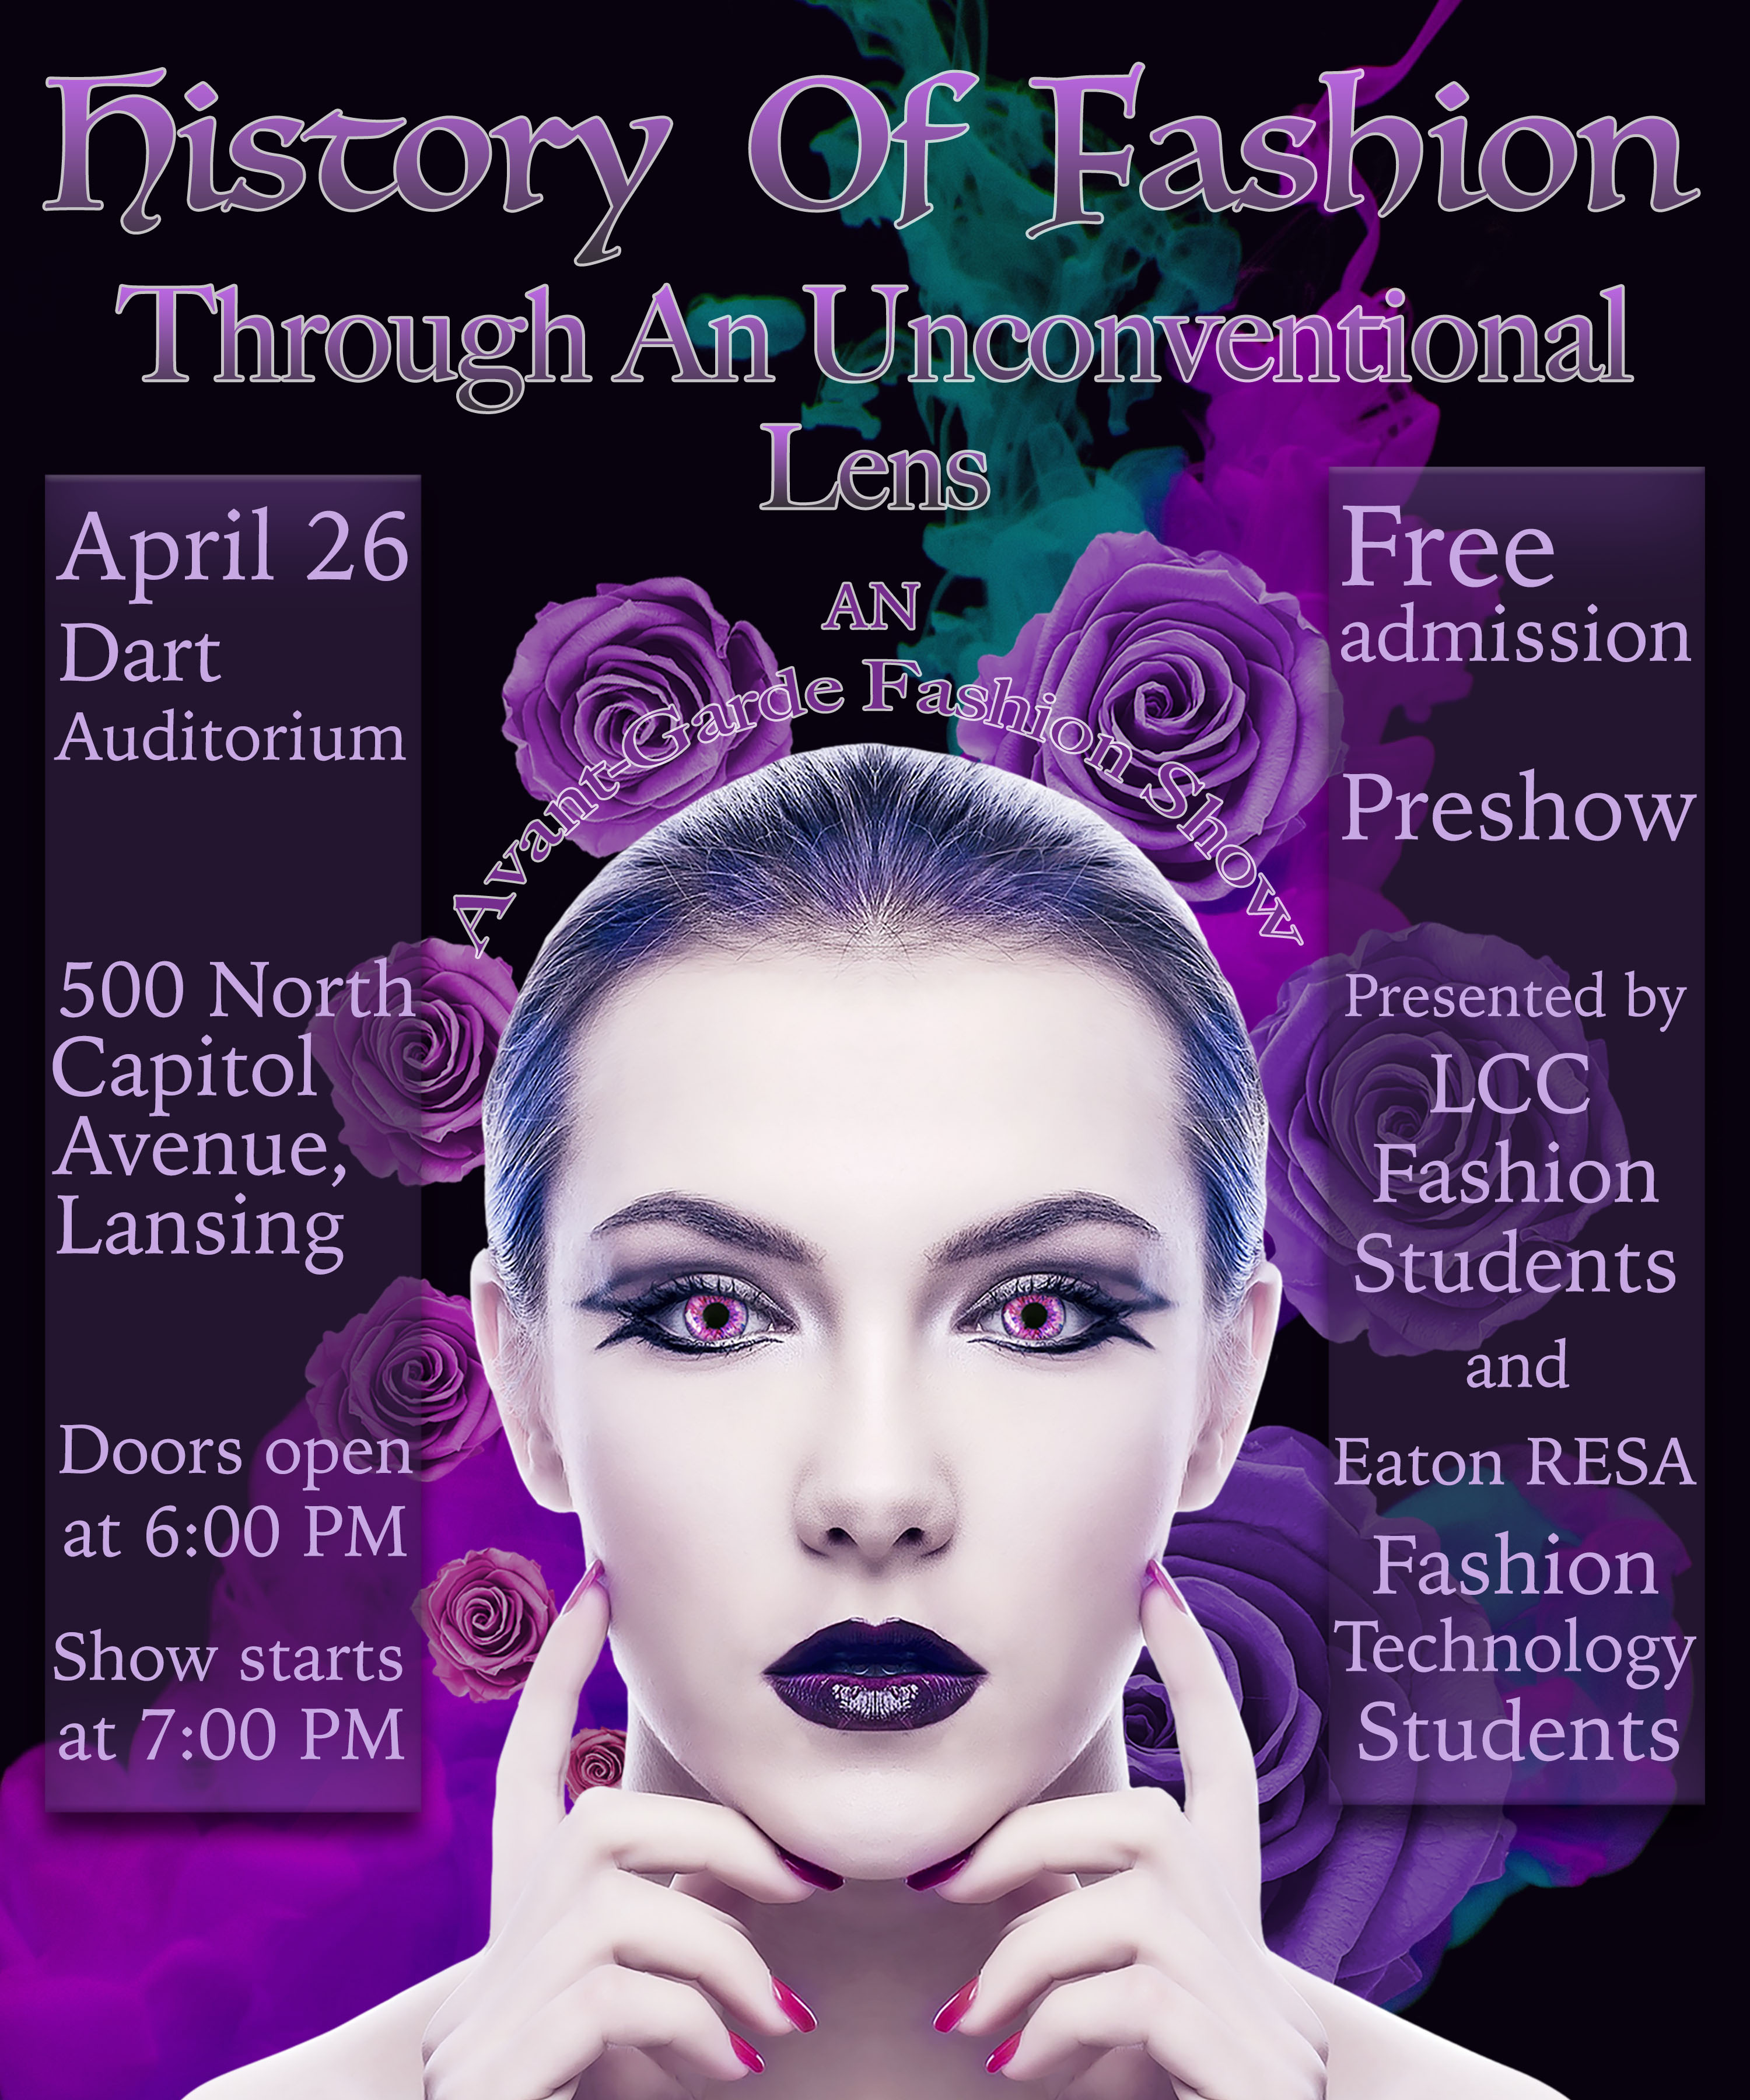 History Of Fashion
Through An Unconventional
Lens
AN
Avant-Garde Fashion Show
April 26
Dart
Auditorium
500 North
Capitol
Avenue,
Lansing
Doors open
at 6:00 PM
Show starts
at 7:00 PM
Free
admission
Preshow
Presented by
LCC
Fashion
Students
and
Eaton RESA
Fashion
Technology
Students